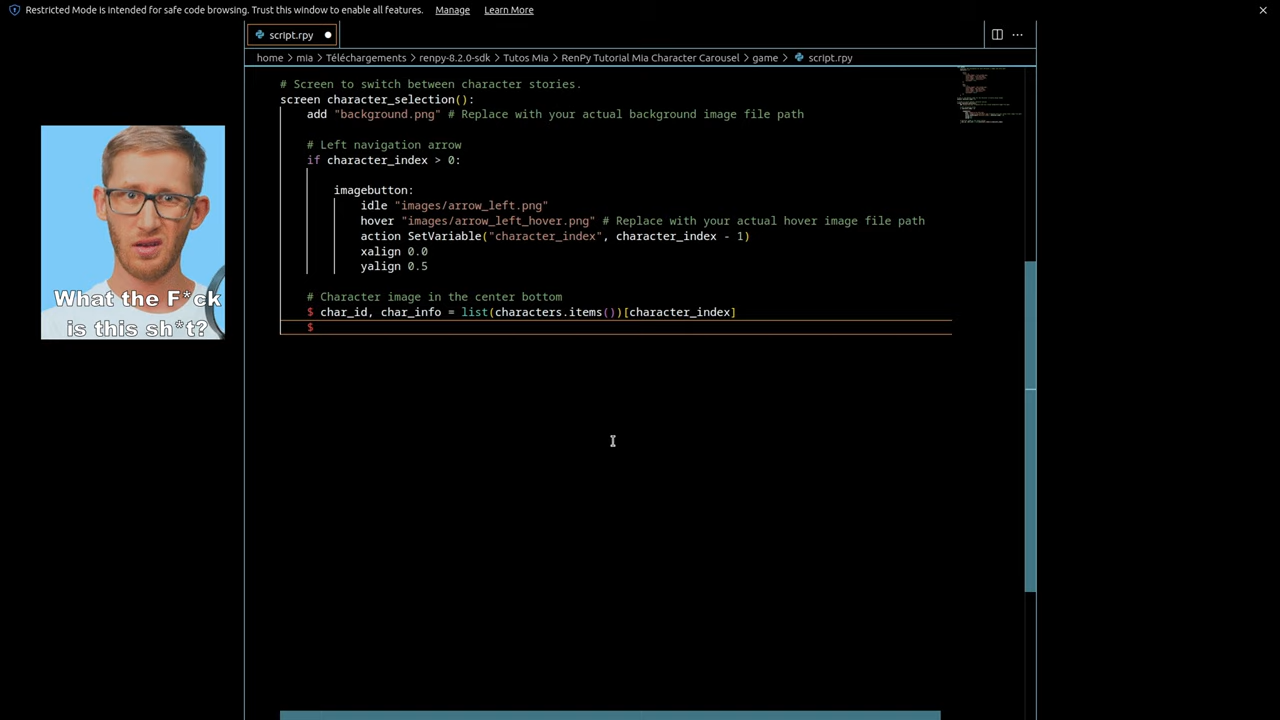 Restricted Mode is intended for safe code browsing. Trust this window to enable all features. Manage Learn More
script.rpy
home > mia > Téléchargements > renpy-8.2.0-sdk > Tutos Mia > RenPy Tutorial Mia Character Carousel > game > script.rpy
# Screen to switch between character stories.
screen character_selection():
add "background.png" # Replace with your actual background image file path
# Left navigation arrow
if character_index > 0:
imagebutton:
idle "images/arrow_left.png"
hover "images/arrow_left_hover.png" # Replace with your actual hover image file path
action SetVariable("character_index", character_index - 1)
xalign 0.0
yalign 0.5
# Character image in the center bottom
$ char_id, char_info = list(characters.items())[character_index]
$
What the F*ck
is this sh*t?